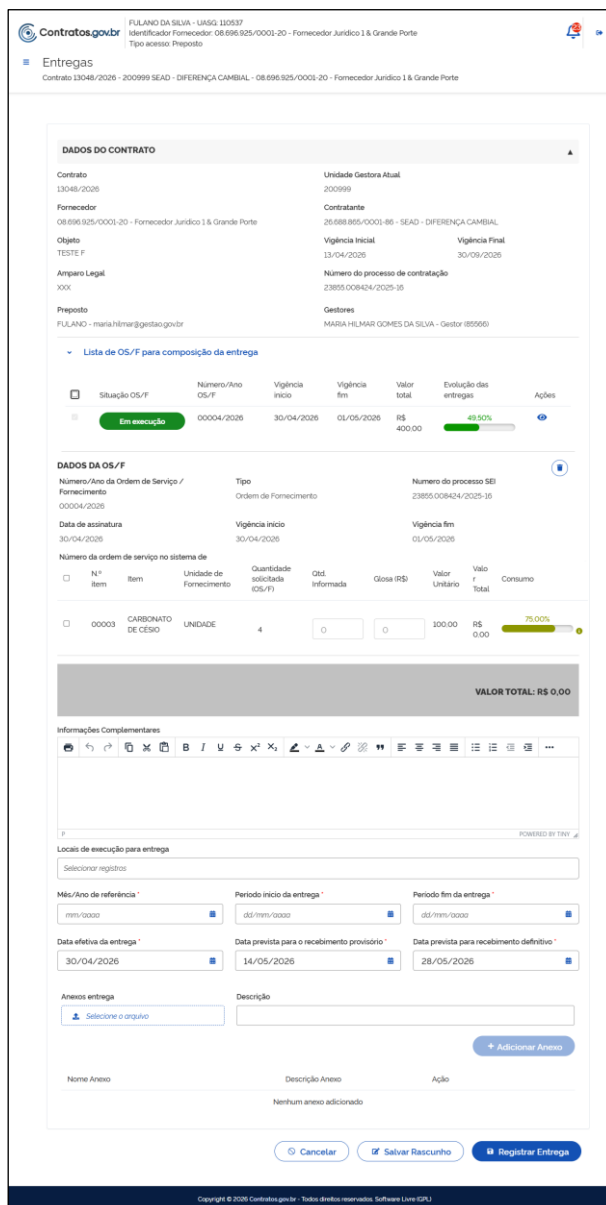 Contratos.gov.br
FULANO DA SILVA - UASG: 110537
Identificador Fornecedor: 08.696.925/0001-20 - Fornecedor Jurídico 1 & Grande Porte
Tipo acesso: Preposto
23
Entregas
Contrato 13048/2026 - 200999 SEAD - DIFERENÇA CAMBIAL - 08.696.925/0001-20 - Fornecedor Jurídico 1 & Grande Porte
DADOS DO CONTRATO
Contrato Unidade Gestora Atual
13048/2026 200999
Fornecedor Contratante
08.696.925/0001-20 - Fornecedor Jurídico 1 & Grande Porte 26.688.865/0001-86 - SEAD - DIFERENÇA CAMBIAL
Objeto Vigência Inicial Vigência Final
TESTE F 13/04/2026 30/09/2026
Amparo Legal Número do processo de contratação
XXX 23855.008424/2025-16
Preposto Gestores
FULANO - maria.hilmar@gestao.gov.br MARIA HILMAR GOMES DA SILVA - Gestor (85566)
Lista de OS/F para composição da entrega
Situação OS/F Número/Ano OS/F Vigência início Vigência fim Valor total Evolução das entregas Ações
Em execução 00004/2026 30/04/2026 01/05/2026 R$ 400,00 49,50%
DADOS DA OS/F
Número/Ano da Ordem de Serviço / Fornecimento Tipo Numero do processo SEI
00004/2026 Ordem de Fornecimento 23855.008424/2025-16
Data de assinatura Vigência início Vigência fim
30/04/2026 30/04/2026 01/05/2026
Número da ordem de serviço no sistema de
N.º item Item Unidade de Fornecimento Quantidade solicitada (OS/F) Qtd. Informada Glosa (R$) Valor Unitário Valo r Total Consumo
00003 CARBONATO DE CÉSIO UNIDADE 4 0 0 100,00 R$ 0,00 75,00%
VALOR TOTAL: R$ 0,00
Informações Complementares
P POWERED BY TINY
Locais de execução para entrega
Selecionar registros
Mês/Ano de referência * Período início da entrega * Período fim da entrega *
mm/aaaa dd/mm/aaaa dd/mm/aaaa
Data efetiva da entrega * Data prevista para o recebimento provisório * Data prevista para recebimento definitivo *
30/04/2026 14/05/2026 28/05/2026
Anexos entrega Descrição
Selecione o arquivo
+ Adicionar Anexo
Nome Anexo Descrição Anexo Ação
Nenhum anexo adicionado
Cancelar Salvar Rascunho Registrar Entrega
Copyright © 2026 Contratos.gov.br - Todos direitos reservados. Software Livre (GPL)